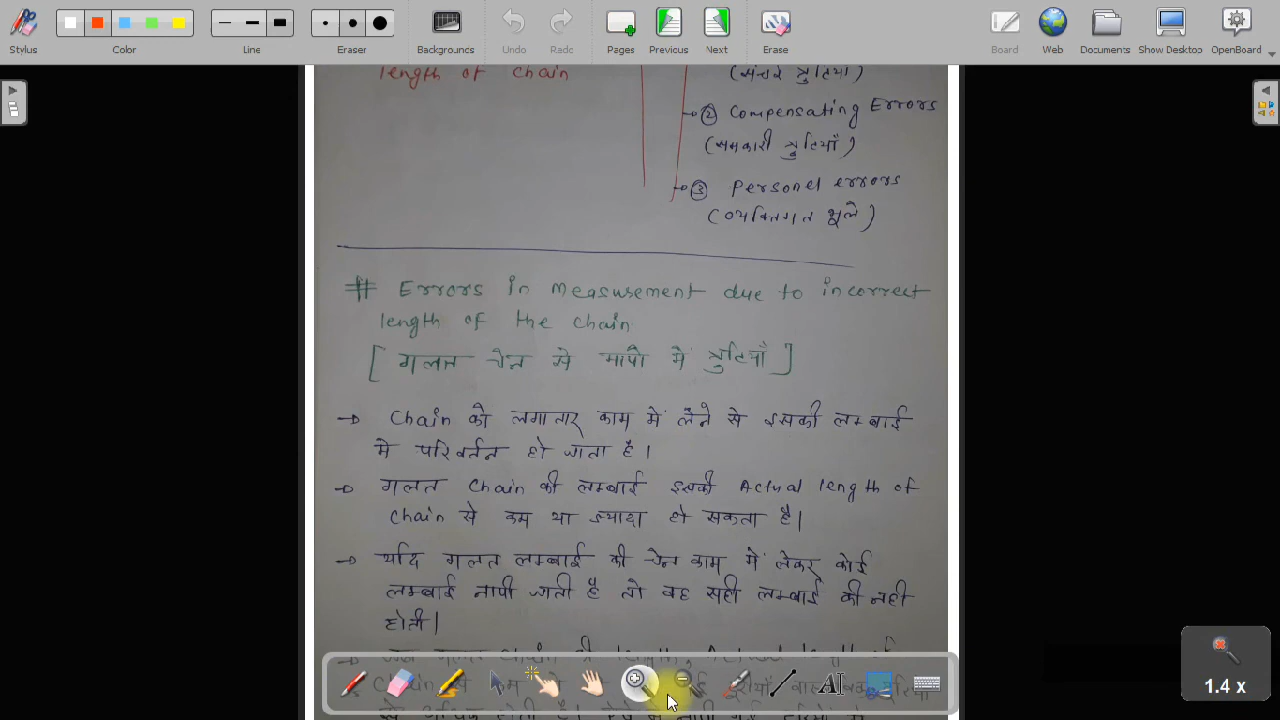 Stylus
Color
Line
Eraser
Backgrounds
Undo
Redo
Pages
Previous
Next
Erase
Board
Web
Documents
Show Desktop
OpenBoard
length of chain
(संचई त्रुटियाँ)
② Compensating Errors
(समकारी त्रुटियाँ)
③ Personel errors
(व्यक्तिगत भूले)
# Errors in measurement due to incorrect
length of the chain
[गलत चैन से मापो मे त्रुटियाँ]
→ Chain को लगातार काम में लेने से इसकी लम्बाई
मे परिवर्तन हो जाता है।
→ गलत Chain की लम्बाई इसकी Actual length of
Chain से कम या ज्यादा हो सकता है।
→ यदि गलत लम्बाई की चैन काम में लेकर कोई
लम्बाई नापी जाती है तो वह सही लम्बाई की नही
होती।
1.4 x